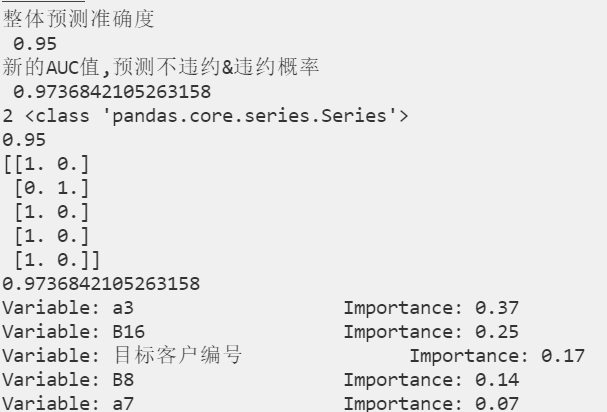 整体预测准确度
0.95
新的AUC值,预测不违约&违约概率
0.9736842105263158
2 <class 'pandas.core.series.Series'>
0.95
[[1. 0.]
[0. 1.]
[1. 0.]
[1. 0.]
[1. 0.]]
0.9736842105263158
Variable: a3 Importance: 0.37
Variable: B16 Importance: 0.25
Variable: 目标客户编号 Importance: 0.17
Variable: B8 Importance: 0.14
Variable: a7 Importance: 0.07